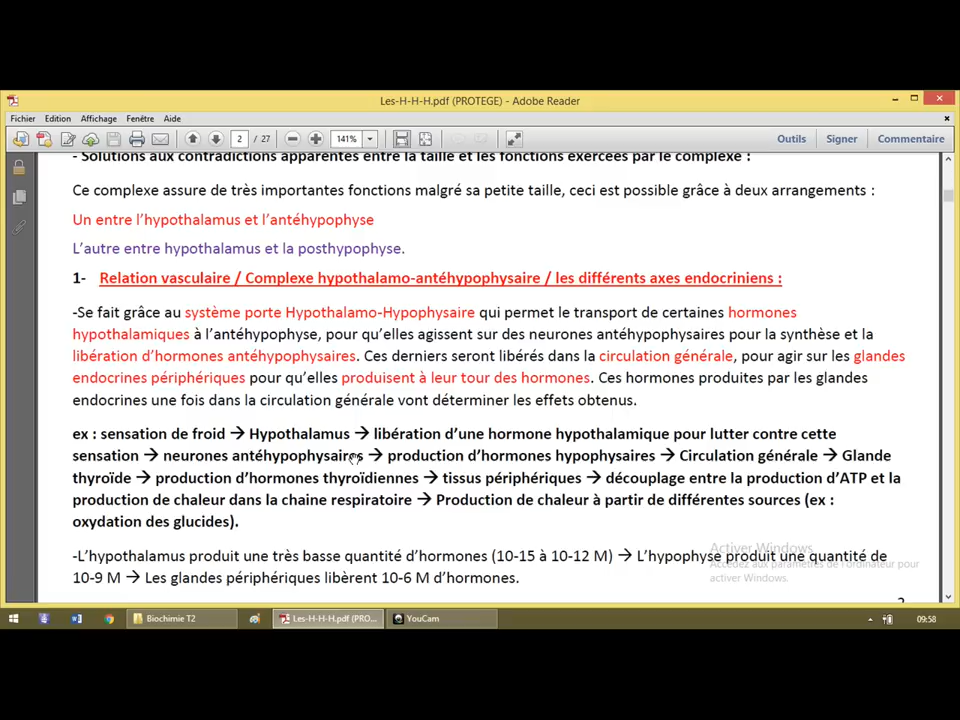 Les-H-H-H.pdf (PROTEGE) - Adobe Reader
Fichier Edition Affichage Fenêtre Aide
2 / 27 141% Outils Signer Commentaire
- Solutions aux contradictions apparentes entre la taille et les fonctions exercées par le complexe :
Ce complexe assure de très importantes fonctions malgré sa petite taille, ceci est possible grâce à deux arrangements :
Un entre l’hypothalamus et l’antéhypophyse
L’autre entre hypothalamus et la posthypophyse.
1- Relation vasculaire / Complexe hypothalamo-antéhypophysaire / les différents axes endocriniens :
-Se fait grâce au système porte Hypothalamo-Hypophysaire qui permet le transport de certaines hormones
hypothalamiques à l’antéhypophyse, pour qu’elles agissent sur des neurones antéhypophysaires pour la synthèse et la
libération d’hormones antéhypophysaires. Ces derniers seront libérés dans la circulation générale, pour agir sur les glandes
endocrines périphériques pour qu’elles produisent à leur tour des hormones. Ces hormones produites par les glandes
endocrines une fois dans la circulation générale vont déterminer les effets obtenus.
ex : sensation de froid → Hypothalamus → libération d’une hormone hypothalamique pour lutter contre cette
sensation → neurones antéhypophysaires → production d’hormones hypophysaires → Circulation générale → Glande
thyroïde → production d’hormones thyroïdiennes → tissus périphériques → découplage entre la production d’ATP et la
production de chaleur dans la chaine respiratoire → Production de chaleur à partir de différentes sources (ex :
oxydation des glucides).
-L’hypothalamus produit une très basse quantité d’hormones (10-15 à 10-12 M) → L’hypophyse produit une quantité de
10-9 M → Les glandes périphériques libèrent 10-6 M d’hormones.
Activer Windows
Accédez aux paramètres de l'ordinateur pour
activer Windows.
Biochimie T2 Les-H-H-H.pdf (PRO... YouCam 09:58